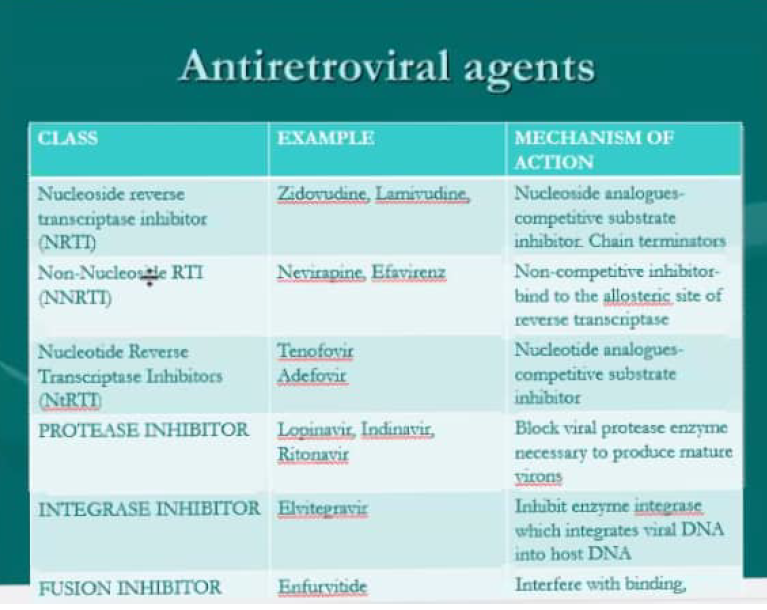 Antiretroviral agents
CLASS
EXAMPLE
MECHANISM OF
ACTION
Nucleoside reverse
transcriptase inhibitor
(NRTI)
Zidovudine, Lamivudine,
Nucleoside analogues-
competitive substrate
inhibitor. Chain terminators
Non-Nucleoside RTI
(NNRTI)
Nevirapine, Efavirenz
Non-competitive inhibitor-
bind to the allosteric site of
reverse transcriptase
Nucleotide Reverse
Transcriptase Inhibitors
(NtRTI)
Tenofovir
Adefovir
Nucleotide analogues-
competitive substrate
inhibitor
PROTEASE INHIBITOR
Lopinavir, Indinavir,
Ritonavir
Block viral protease enzyme
necessary to produce mature
virons
INTEGRASE INHIBITOR
Elvitegravir
Inhibit enzyme integrase
which integrates viral DNA
into host DNA
FUSION INHIBITOR
Enfurvitide
Interfere with binding,